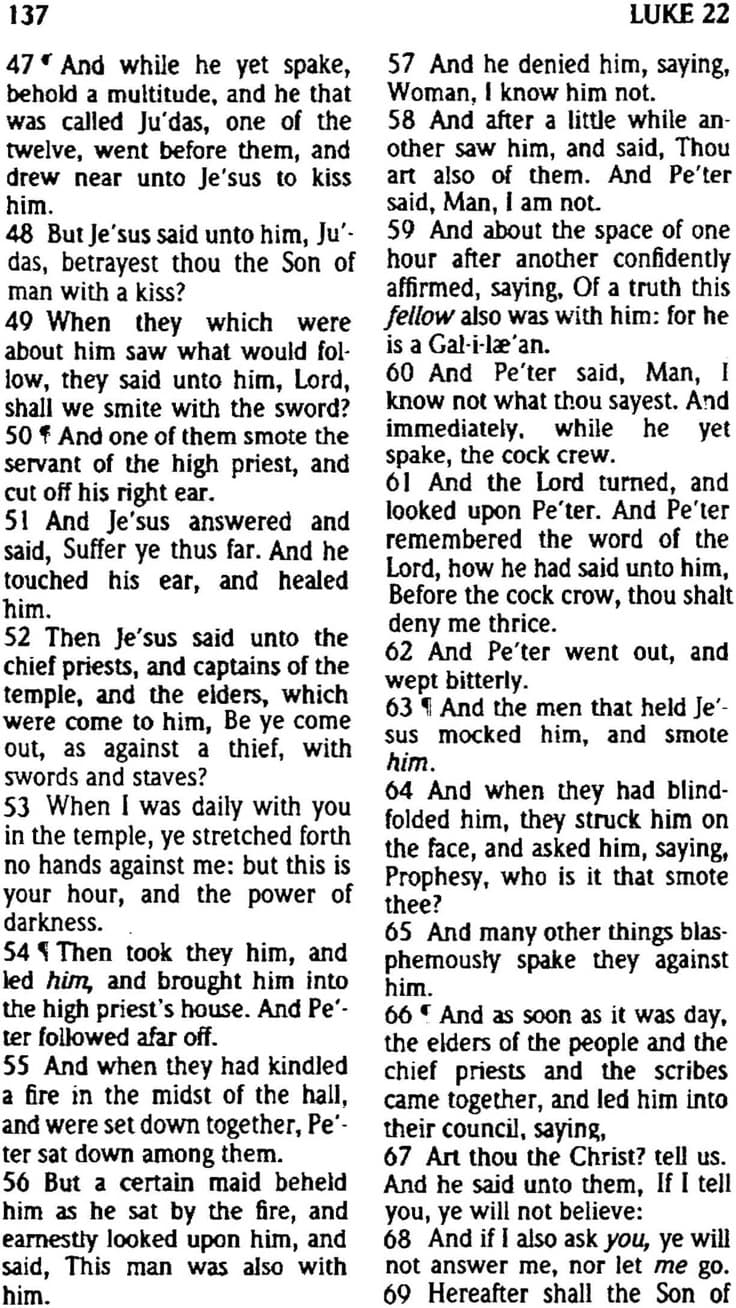 137
LUKE 22
47 ¶ And while he yet spake,
behold a multitude, and he that
was called Ju′das, one of the
twelve, went before them, and
drew near unto Je′sus to kiss
him.
48 But Je′sus said unto him, Ju′-
das, betrayest thou the Son of
man with a kiss?
49 When they which were
about him saw what would fol-
low, they said unto him, Lord,
shall we smite with the sword?
50 ¶ And one of them smote the
servant of the high priest, and
cut off his right ear.
51 And Je′sus answered and
said, Suffer ye thus far. And he
touched his ear, and healed
him.
52 Then Je′sus said unto the
chief priests, and captains of the
temple, and the elders, which
were come to him, Be ye come
out, as against a thief, with
swords and staves?
53 When I was daily with you
in the temple, ye stretched forth
no hands against me: but this is
your hour, and the power of
darkness.
54 ¶ Then took they him, and
led him, and brought him into
the high priest's house. And Pe′-
ter followed afar off.
55 And when they had kindled
a fire in the midst of the hall,
and were set down together, Pe′-
ter sat down among them.
56 But a certain maid beheld
him as he sat by the fire, and
earnestly looked upon him, and
said, This man was also with
him.
57 And he denied him, saying,
Woman, I know him not.
58 And after a little while an-
other saw him, and said, Thou
art also of them. And Pe′ter
said, Man, I am not.
59 And about the space of one
hour after another confidently
affirmed, saying, Of a truth this
fellow also was with him: for he
is a Gal-i-læ′an.
60 And Pe′ter said, Man, I
know not what thou sayest. And
immediately, while he yet
spake, the cock crew.
61 And the Lord turned, and
looked upon Pe′ter. And Pe′ter
remembered the word of the
Lord, how he had said unto him,
Before the cock crow, thou shalt
deny me thrice.
62 And Pe′ter went out, and
wept bitterly.
63 ¶ And the men that held Je′-
sus mocked him, and smote
him.
64 And when they had blind-
folded him, they struck him on
the face, and asked him, saying,
Prophesy, who is it that smote
thee?
65 And many other things blas-
phemously spake they against
him.
66 ¶ And as soon as it was day,
the elders of the people and the
chief priests and the scribes
came together, and led him into
their council, saying,
67 Art thou the Christ? tell us.
And he said unto them, If I tell
you, ye will not believe:
68 And if I also ask you, ye will
not answer me, nor let me go.
69 Hereafter shall the Son of